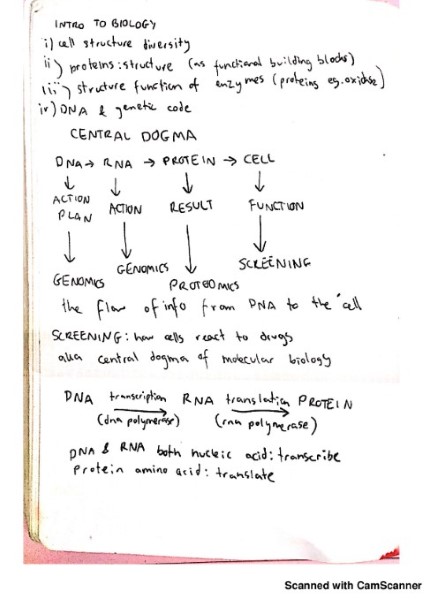 INTRO TO BIOLOGY
i) cell structure diversity
ii) proteins: structure (as functional building blocks)
iii) structure function of enzymes (proteins eg. oxidase)
iv) DNA & genetic code
CENTRAL DOGMA
DNA → RNA → PROTEIN → CELL
↓ ↓ ↓ ↓
ACTION PLAN ACTION RESULT FUNCTION
↓ ↓ ↓ ↓
GENOMICS GENOMICS PROTEOMICS SCREENING
the flow of info from DNA to the cell
SCREENING: how cells react to drugs
aka central dogma of molecular biology
DNA transcription RNA translation PROTEIN
(dna polymerase) (rna polymerase)
DNA & RNA both nucleic acid: transcribe
protein amino acid: translate
Scanned with CamScanner